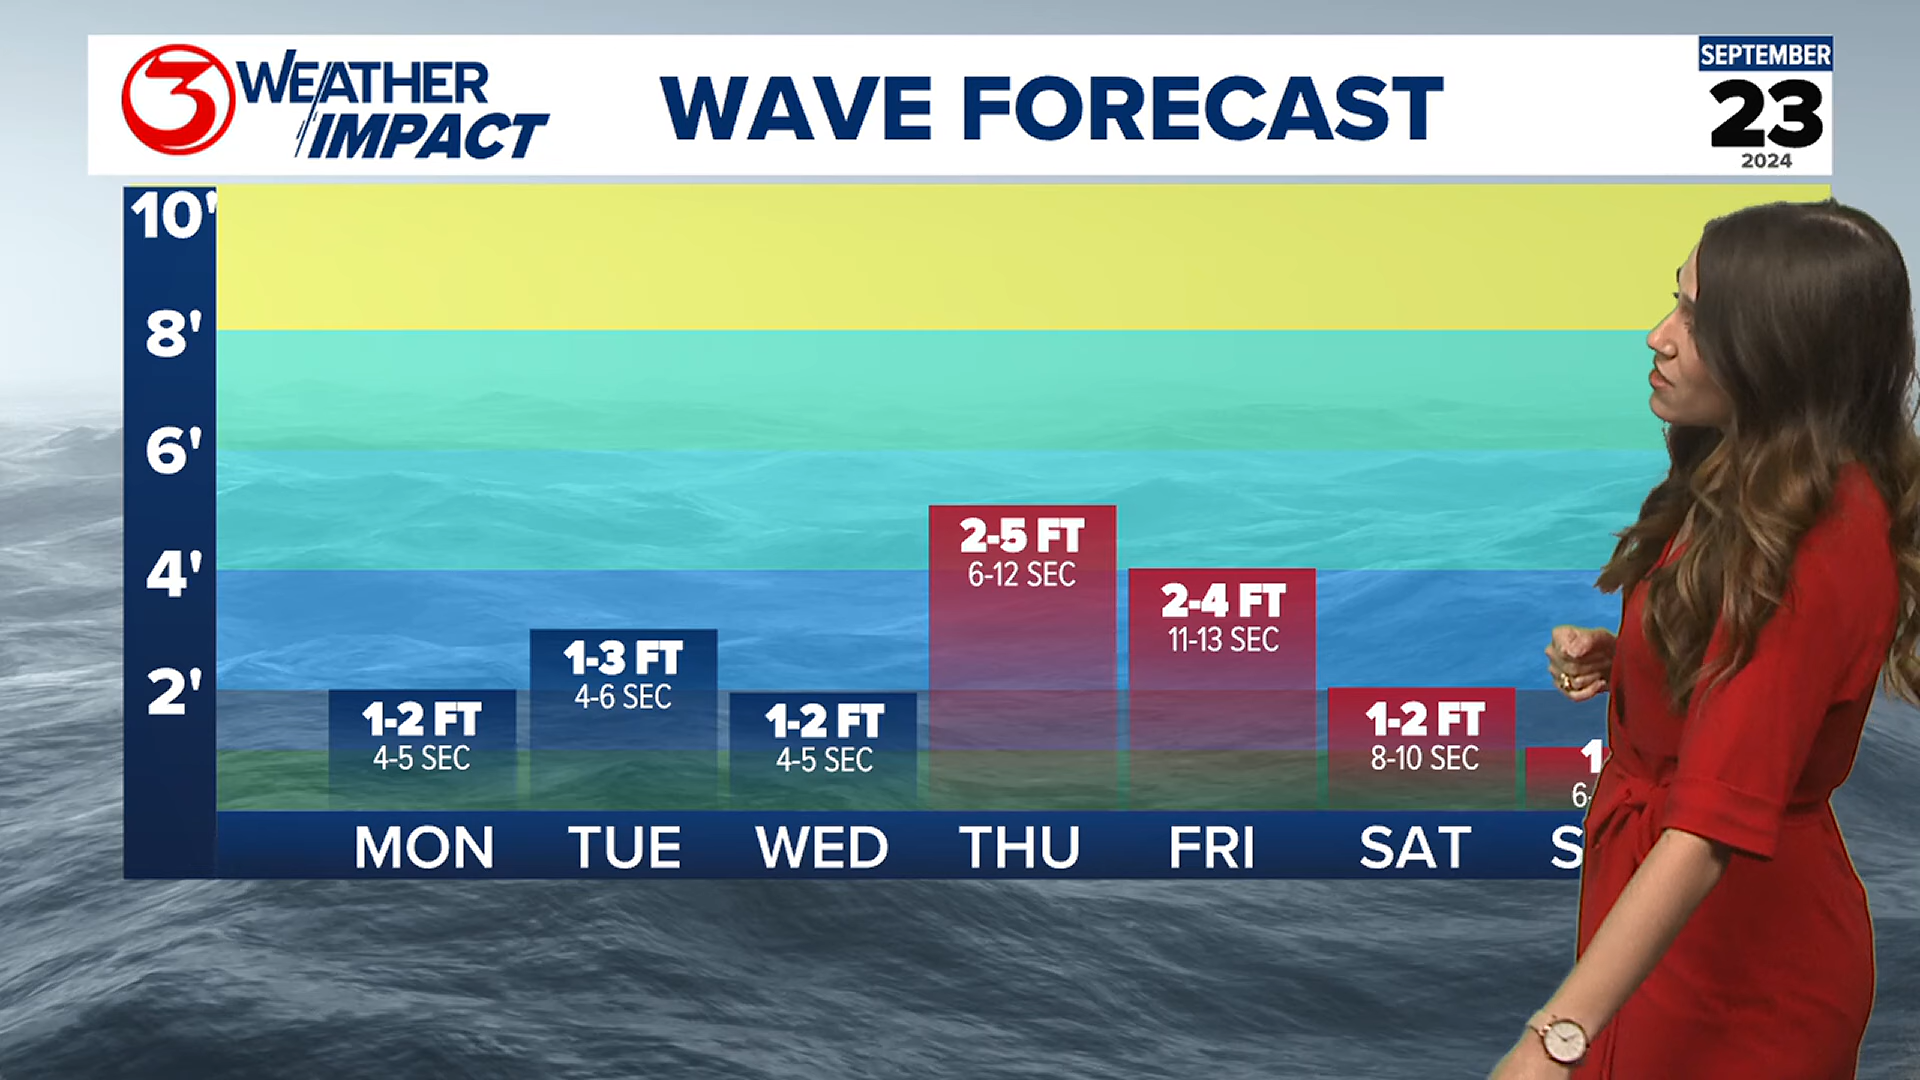 3 WEATHER
IMPACT
WAVE FORECAST
SEPTEMBER
23
2024
10'
8'
6'
4'
2'
1-2 FT
4-5 SEC
1-3 FT
4-6 SEC
1-2 FT
4-5 SEC
2-5 FT
6-12 SEC
2-4 FT
11-13 SEC
1-2 FT
8-10 SEC
1
6-
MON TUE WED THU FRI SAT S